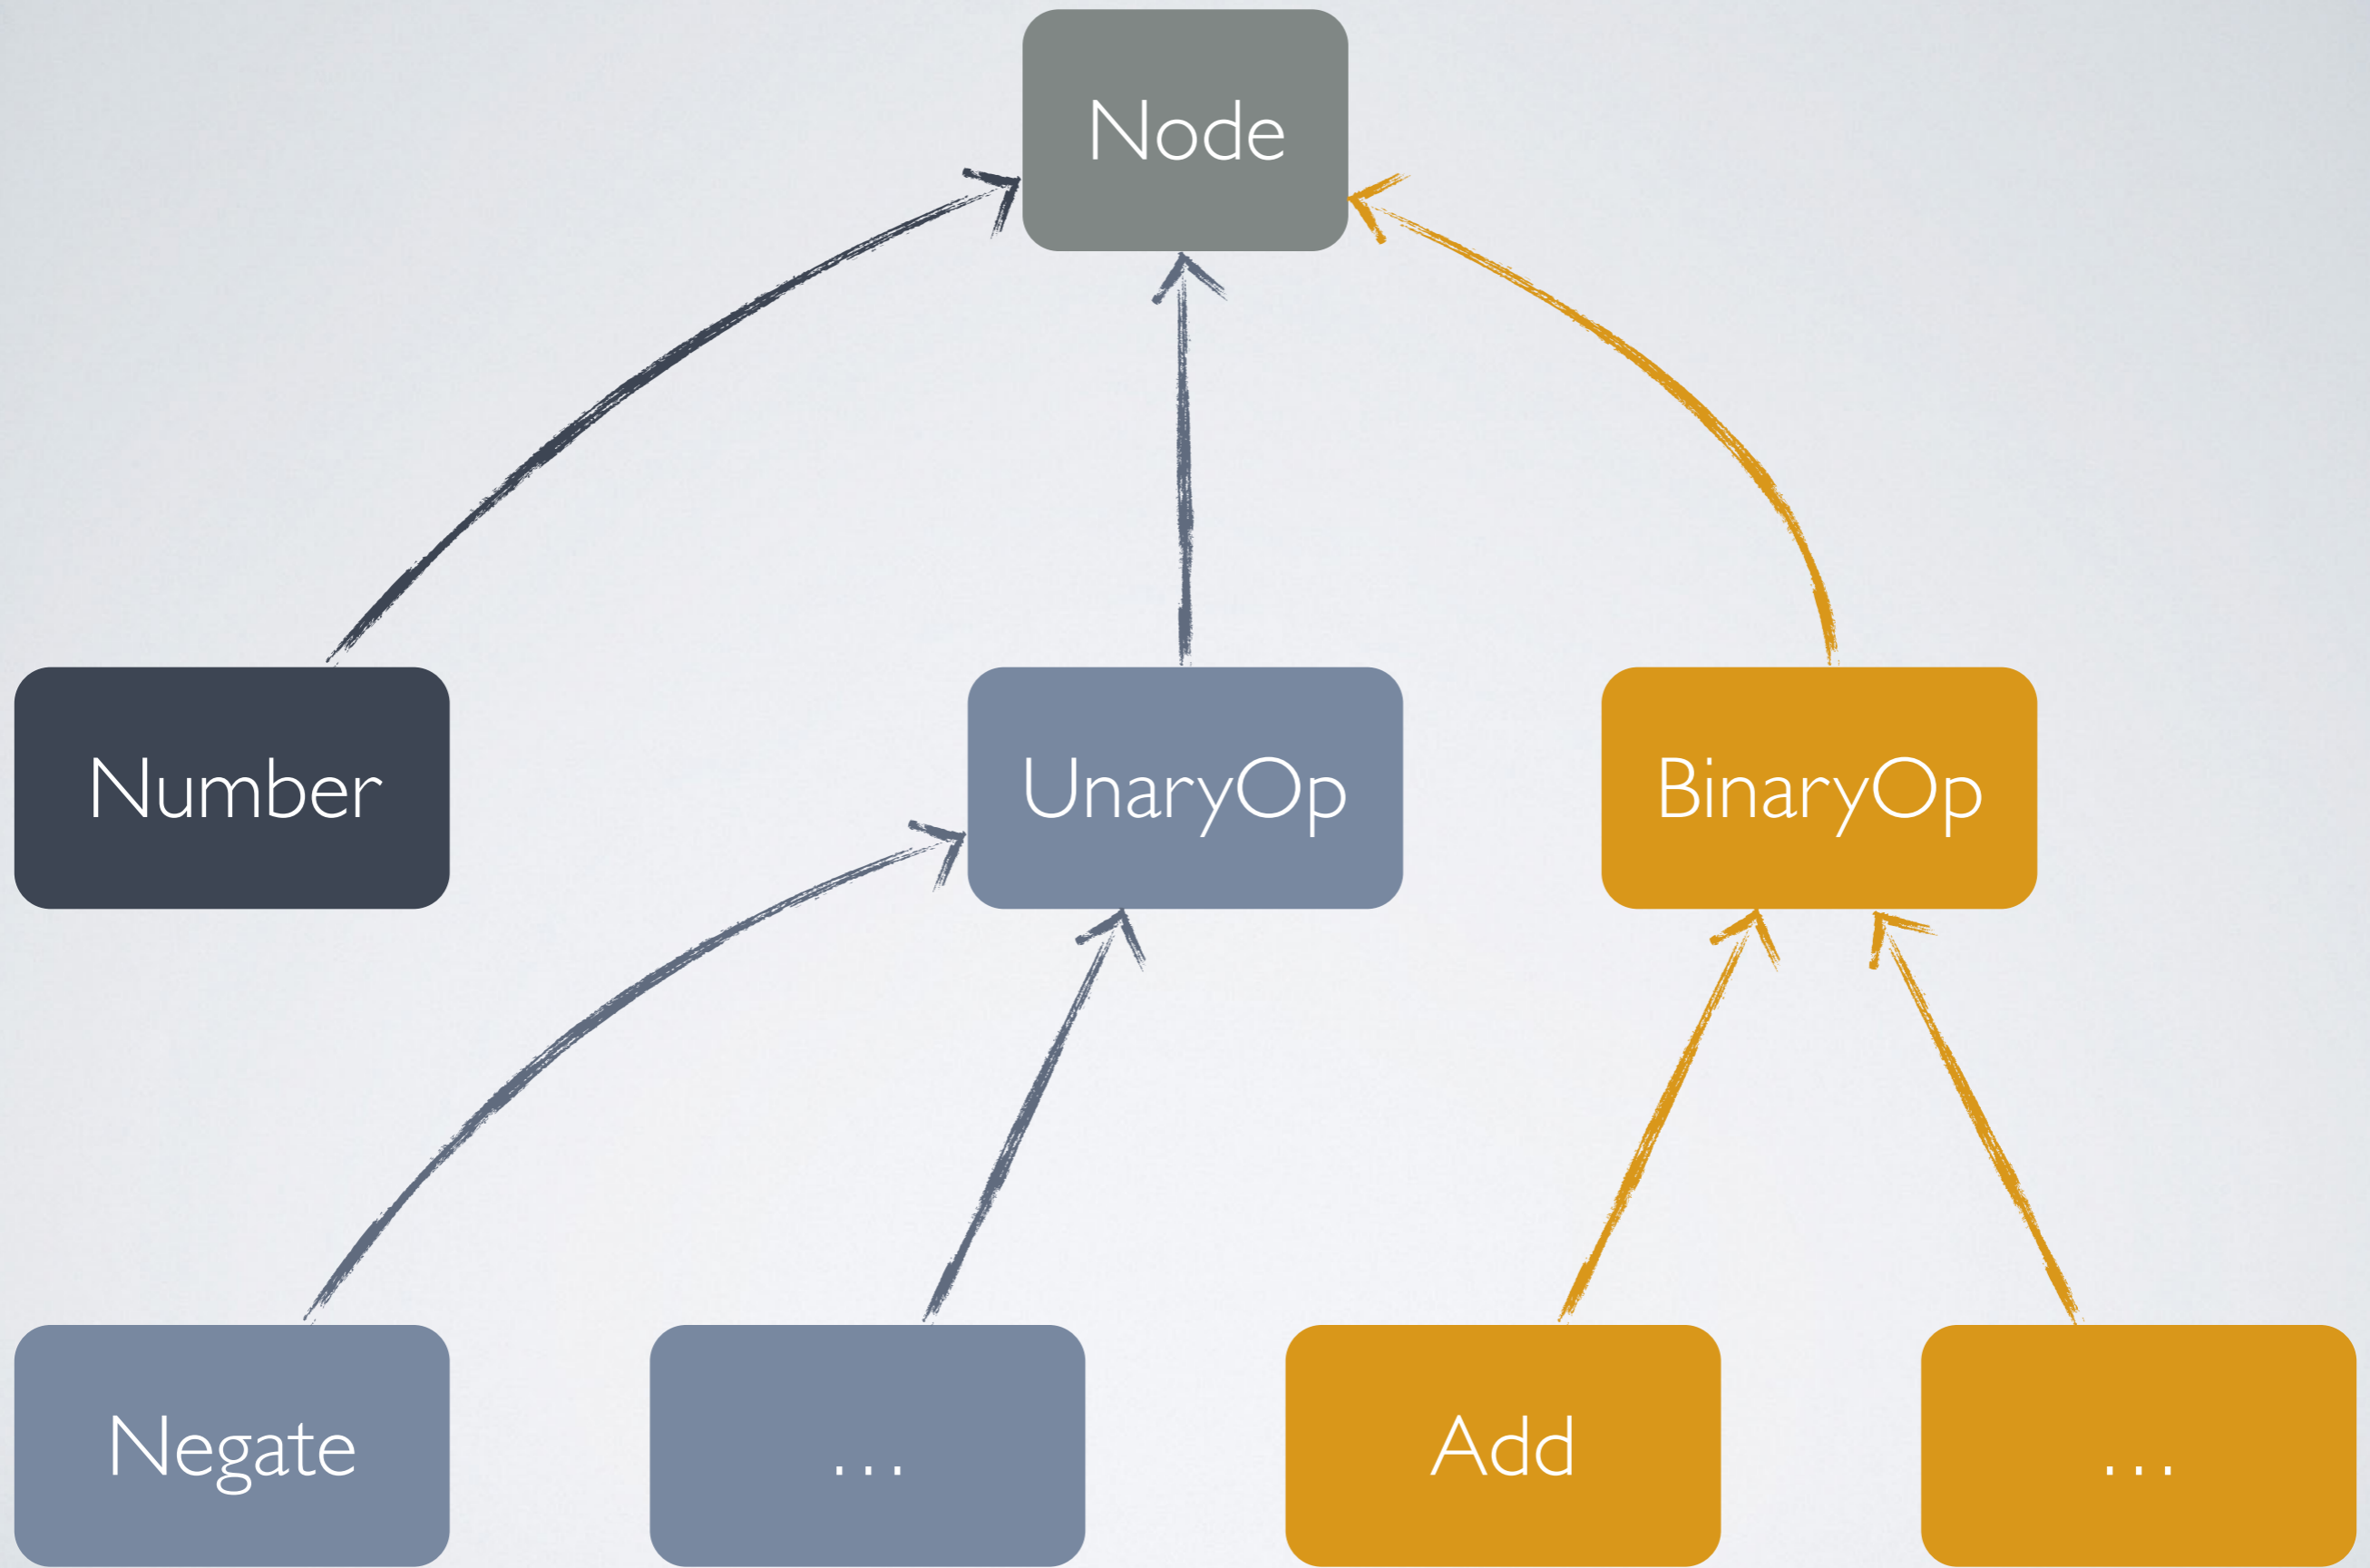 Node
Number
UnaryOp
BinaryOp
Negate
...
Add
...